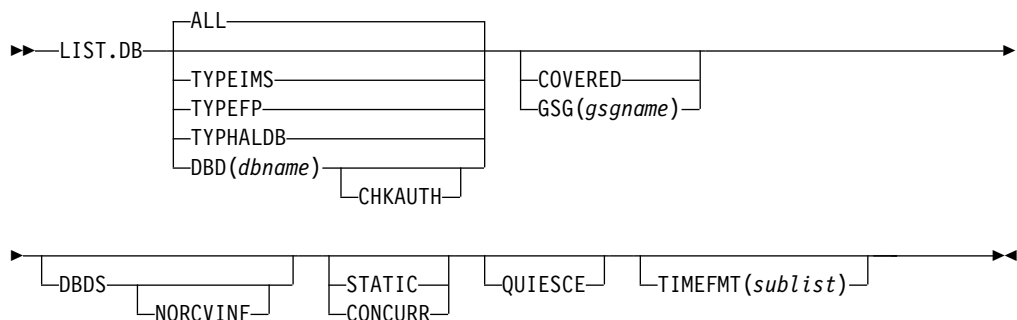 ALL
LIST.DB
TYPEIMS
COVERED
TYPEFP
GSG(gsgname)
TYPHALDB
DBD(dbname)
CHKAUTH
DBDS
STATIC
QUIESCE
TIMEFMT(sublist)
NORCVINF
CONCURR